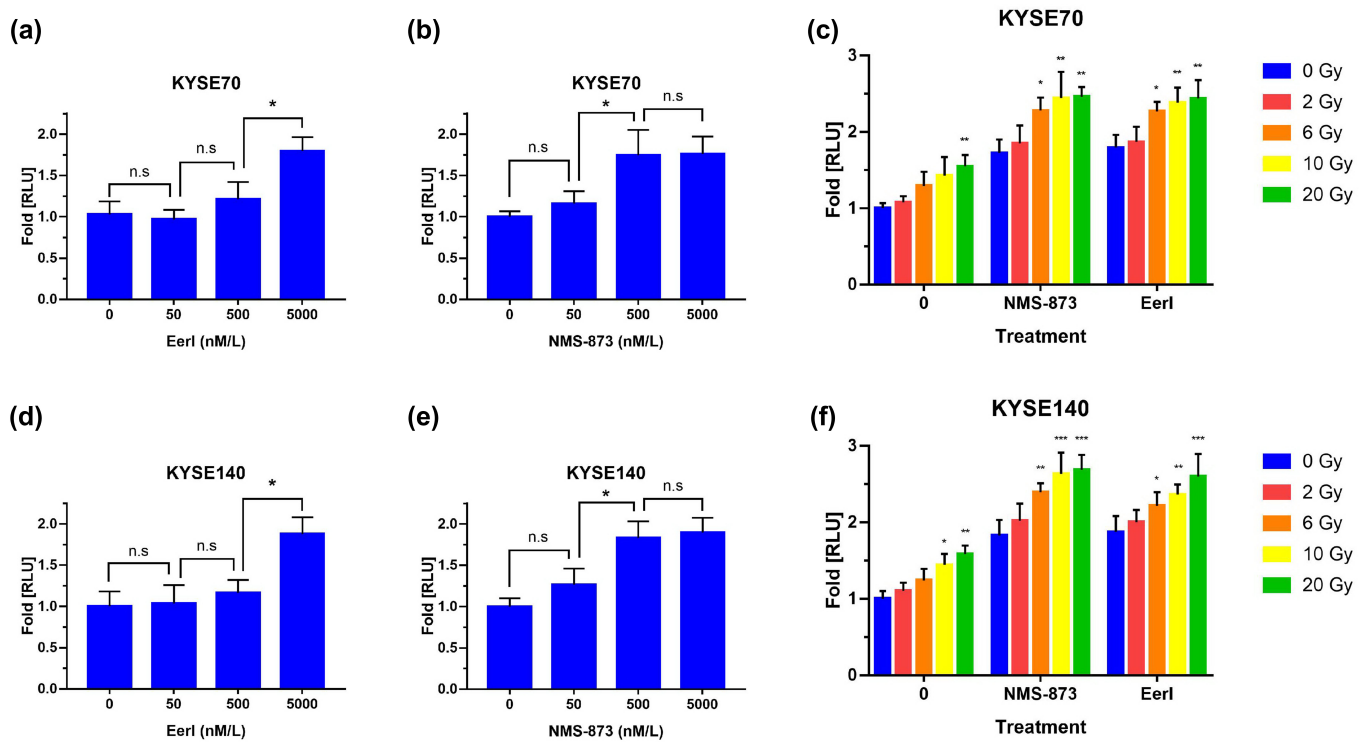 (a)
KYSE70
Fold [RLU]
2.0
1.5
1.0
0.5
0.0
n.s
n.s
*
0 50 500 5000
EerI (nM/L)
(b)
KYSE70
Fold [RLU]
2.0
1.5
1.0
0.5
0.0
n.s
*
n.s
0 50 500 5000
NMS-873 (nM/L)
(c)
KYSE70
Fold [RLU]
3
2
1
0
**
* ** **
* ** **
0 NMS-873 EerI
Treatment
0 Gy
2 Gy
6 Gy
10 Gy
20 Gy
(d)
KYSE140
Fold [RLU]
2.0
1.5
1.0
0.5
0.0
n.s
n.s
*
0 50 500 5000
EerI (nM/L)
(e)
KYSE140
Fold [RLU]
2.0
1.5
1.0
0.5
0.0
n.s
*
n.s
0 50 500 5000
NMS-873 (nM/L)
(f)
KYSE140
Fold [RLU]
3
2
1
0
* **
** *** ***
* ** ***
0 NMS-873 EerI
Treatment
0 Gy
2 Gy
6 Gy
10 Gy
20 Gy